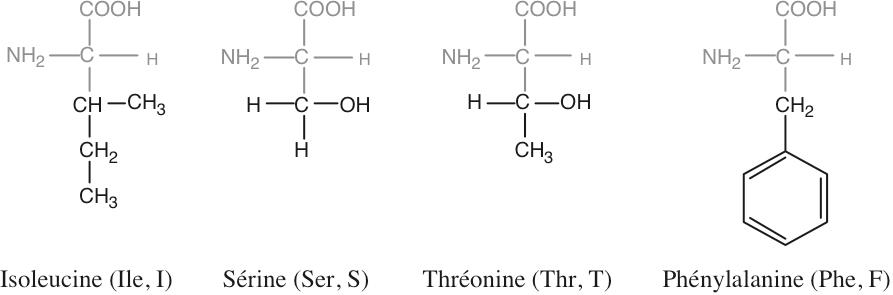 COOH COOH COOH COOH
NH₂ C H NH₂ C H NH₂ C H NH₂ C H
CH CH₃ H C OH H C OH CH₂
CH₂ H CH₃
CH₃
Isoleucine (Ile, I) Sérine (Ser, S) Thréonine (Thr, T) Phénylalanine (Phe, F)